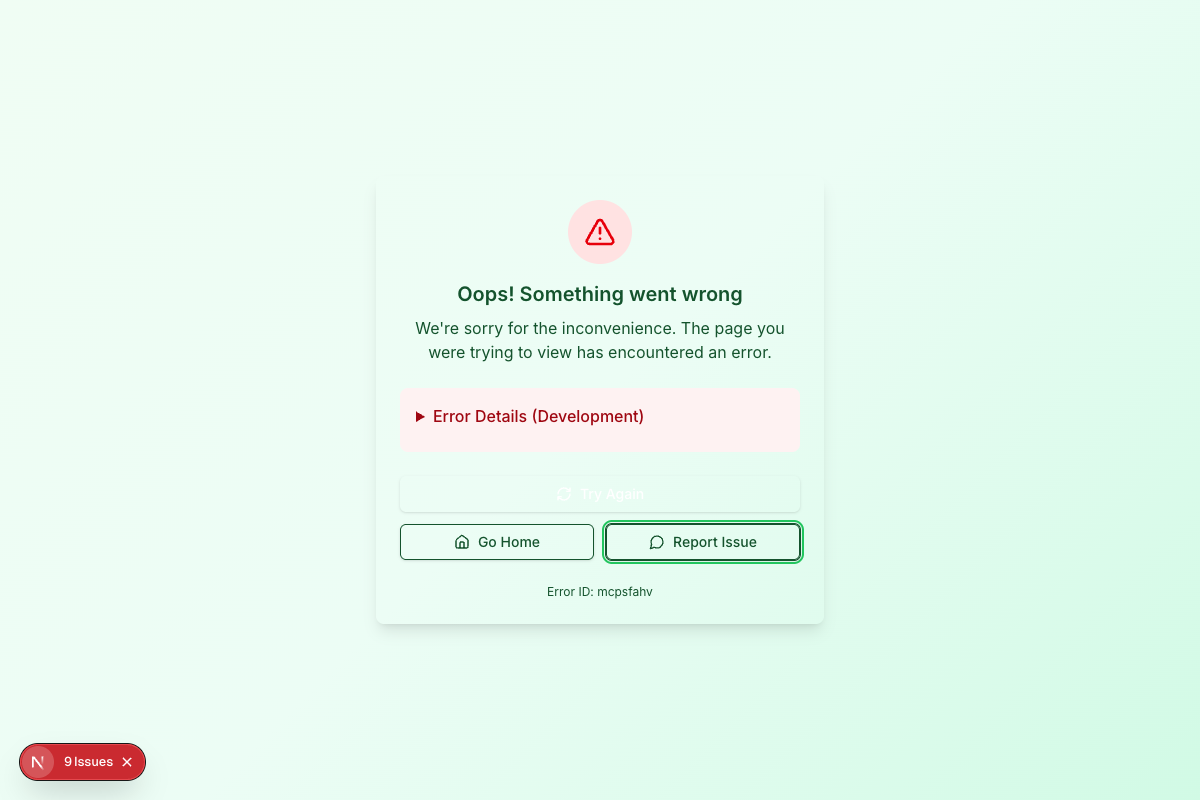 Oops! Something went wrong
We're sorry for the inconvenience. The page you
were trying to view has encountered an error.
Error Details (Development)
Try Again
Go Home
Report Issue
Error ID: mcpsfahv
N
9 Issues